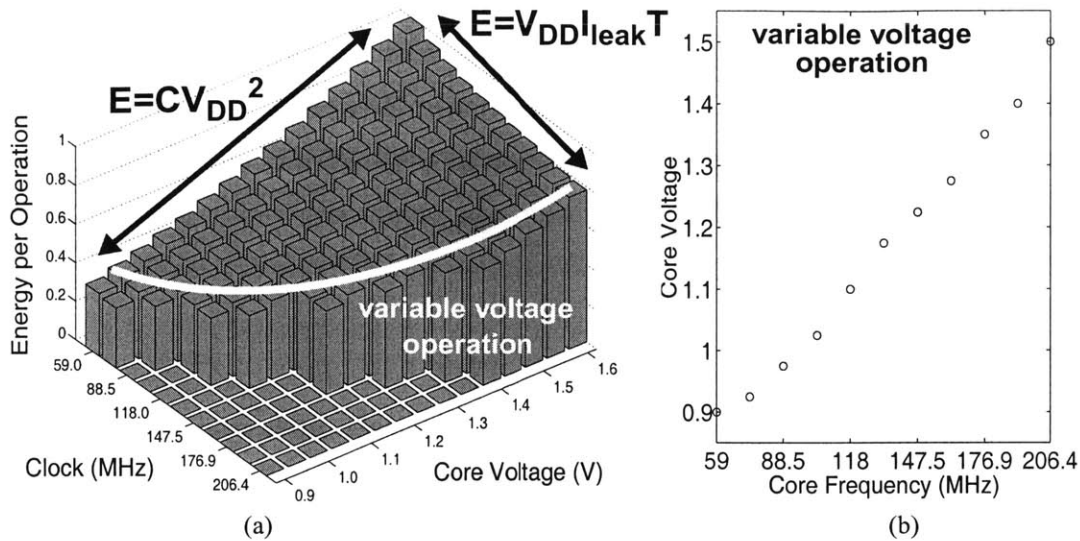 E=V_DD I_leak T
E=CV_DD^2
Energy per Operation
1
0.8
0.6
0.4
0.2
0
variable voltage
operation
59.0
88.5
118.0
147.5
176.9
206.4
Clock (MHz)
0.9
1.0
1.1
1.2
1.3
1.4
1.5
1.6
Core Voltage (V)
(a)
variable voltage
operation
Core Voltage
1.5
1.4
1.3
1.2
1.1
1
0.9
59 88.5 118 147.5 176.9 206.4
Core Frequency (MHz)
(b)